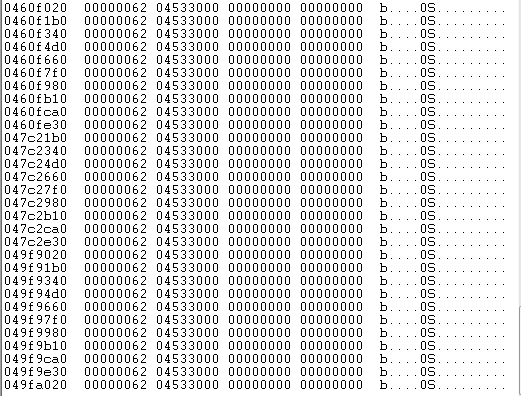 0460f020  00000062 04533000 00000000 00000000  b....0S.........
0460f1b0  00000062 04533000 00000000 00000000  b....0S.........
0460f340  00000062 04533000 00000000 00000000  b....0S.........
0460f4d0  00000062 04533000 00000000 00000000  b....0S.........
0460f660  00000062 04533000 00000000 00000000  b....0S.........
0460f7f0  00000062 04533000 00000000 00000000  b....0S.........
0460f980  00000062 04533000 00000000 00000000  b....0S.........
0460fb10  00000062 04533000 00000000 00000000  b....0S.........
0460fca0  00000062 04533000 00000000 00000000  b....0S.........
0460fe30  00000062 04533000 00000000 00000000  b....0S.........
047c21b0  00000062 04533000 00000000 00000000  b....0S.........
047c2340  00000062 04533000 00000000 00000000  b....0S.........
047c24d0  00000062 04533000 00000000 00000000  b....0S.........
047c2660  00000062 04533000 00000000 00000000  b....0S.........
047c27f0  00000062 04533000 00000000 00000000  b....0S.........
047c2980  00000062 04533000 00000000 00000000  b....0S.........
047c2b10  00000062 04533000 00000000 00000000  b....0S.........
047c2ca0  00000062 04533000 00000000 00000000  b....0S.........
047c2e30  00000062 04533000 00000000 00000000  b....0S.........
049f9020  00000062 04533000 00000000 00000000  b....0S.........
049f91b0  00000062 04533000 00000000 00000000  b....0S.........
049f9340  00000062 04533000 00000000 00000000  b....0S.........
049f94d0  00000062 04533000 00000000 00000000  b....0S.........
049f9660  00000062 04533000 00000000 00000000  b....0S.........
049f97f0  00000062 04533000 00000000 00000000  b....0S.........
049f9980  00000062 04533000 00000000 00000000  b....0S.........
049f9b10  00000062 04533000 00000000 00000000  b....0S.........
049f9ca0  00000062 04533000 00000000 00000000  b....0S.........
049f9e30  00000062 04533000 00000000 00000000  b....0S.........
049fa020  00000062 04533000 00000000 00000000  b....0S.........